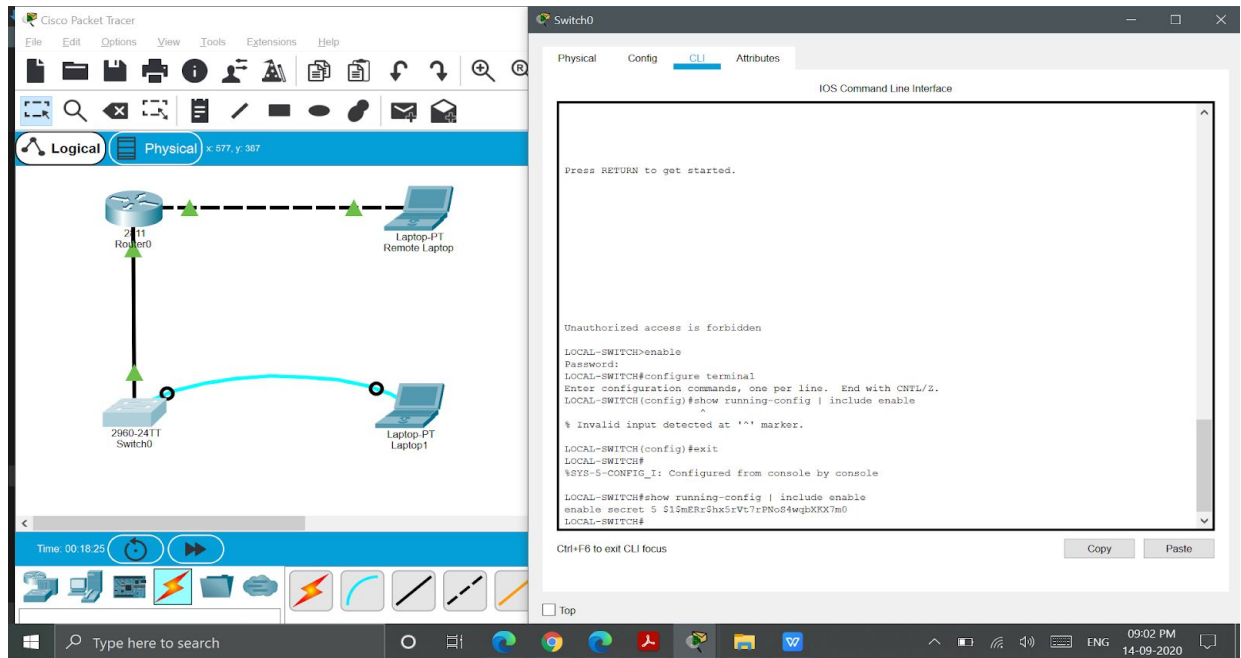 Cisco Packet Tracer
File Edit Options View Tools Extensions Help
Logical
Physical
x: 577, y: 387
2811
Router0
Laptop-PT
Remote Laptop
2960-24TT
Switch0
Laptop-PT
Laptop1
Time: 00:18:25
Switch0
Physical Config CLI Attributes
IOS Command Line Interface
Press RETURN to get started.
Unauthorized access is forbidden
LOCAL-SWITCH>enable
Password:
LOCAL-SWITCH#configure terminal
Enter configuration commands, one per line. End with CNTL/Z.
LOCAL-SWITCH(config)#show running-config | include enable
^
% Invalid input detected at '^' marker.
LOCAL-SWITCH(config)#exit
LOCAL-SWITCH#
%SYS-5-CONFIG_I: Configured from console by console
LOCAL-SWITCH#show running-config | include enable
enable secret 5 $1$mERr$hx5rVt7rPNoS4wqbXKX7m0
LOCAL-SWITCH#
Ctrl+F6 to exit CLI focus
Copy
Paste
Top
Type here to search
ENG
09:02 PM
14-09-2020